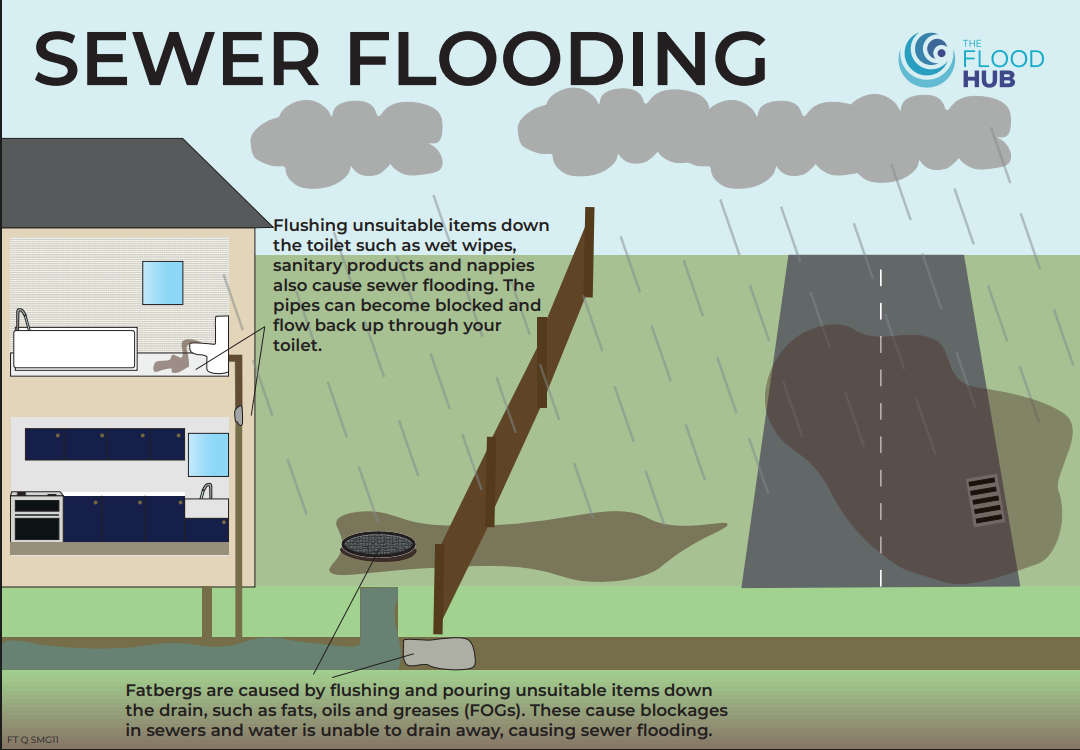 SEWER FLOODING
THE
FLOOD
HUB
Flushing unsuitable items down
the toilet such as wet wipes,
sanitary products and nappies
also cause sewer flooding. The
pipes can become blocked and
flow back up through your
toilet.
Fatbergs are caused by flushing and pouring unsuitable items down
the drain, such as fats, oils and greases (FOGs). These cause blockages
in sewers and water is unable to drain away, causing sewer flooding.
FT Q SMG11